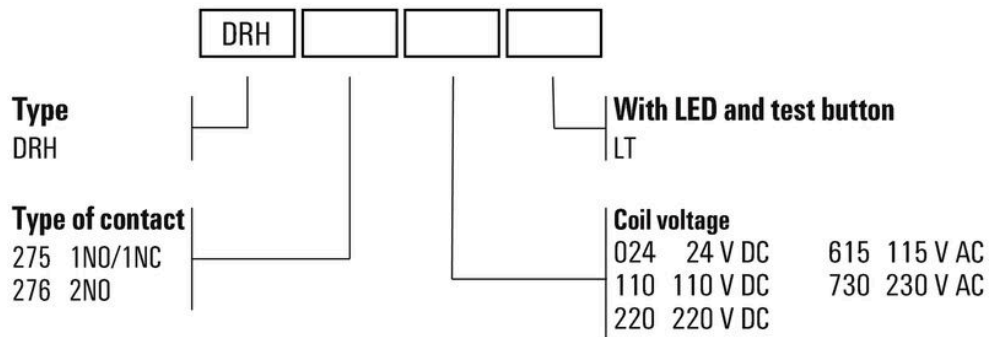 DRH
Type
DRH
With LED and test button
LT
Type of contact
275 1NO/1NC
276 2NO
Coil voltage
024 24 V DC 615 115 V AC
110 110 V DC 730 230 V AC
220 220 V DC